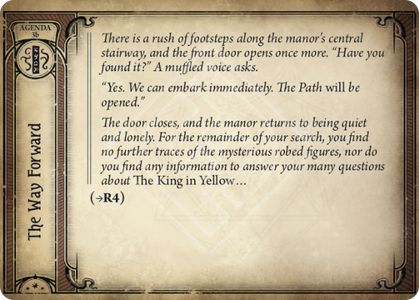 AGENDA
There is a rush of footsteps along the manor’s central
stairway, and the front door opens once more. “Have you
found it?” A muffled voice asks.
“Yes. We can embark immediately. The Path will be
opened.”
The door closes, and the manor returns to being quiet
and lonely. For the remainder of your search, you find
no further traces of the mysterious robed figures, nor do
you find any information to answer your many questions
about The King in Yellow…
(→R4)
The Way Forward